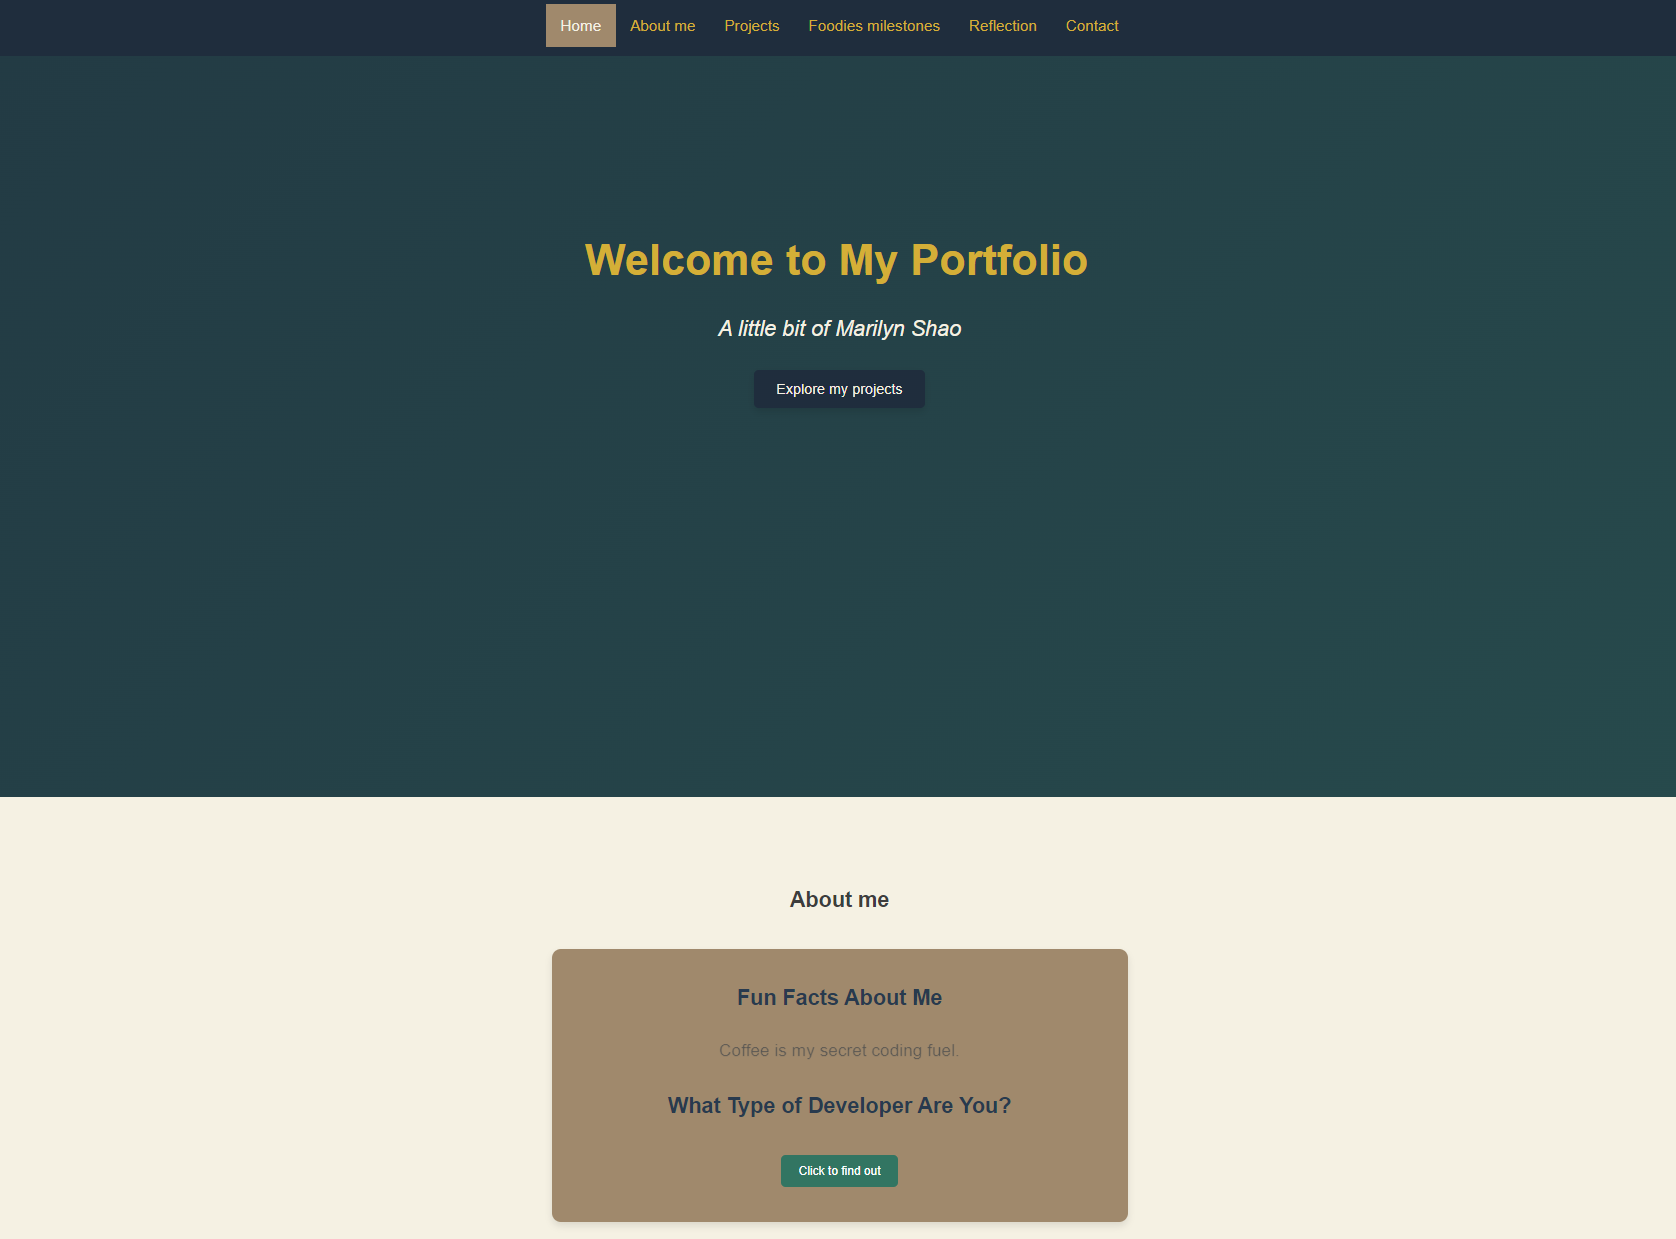 Home About me Projects Foodies milestones Reflection Contact
Welcome to My Portfolio
A little bit of Marilyn Shao
Explore my projects
About me
Fun Facts About Me
Coffee is my secret coding fuel.
What Type of Developer Are You?
Click to find out